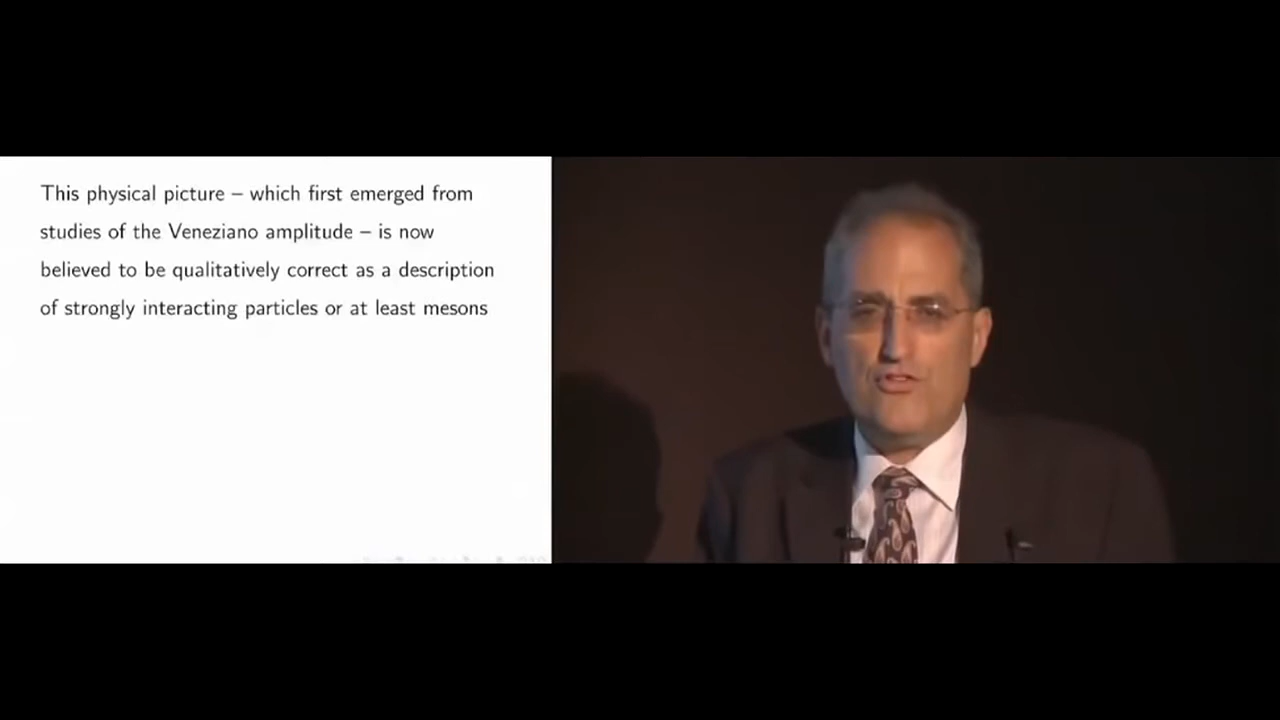 This physical picture – which first emerged from
studies of the Veneziano amplitude – is now
believed to be qualitatively correct as a description
of strongly interacting particles or at least mesons